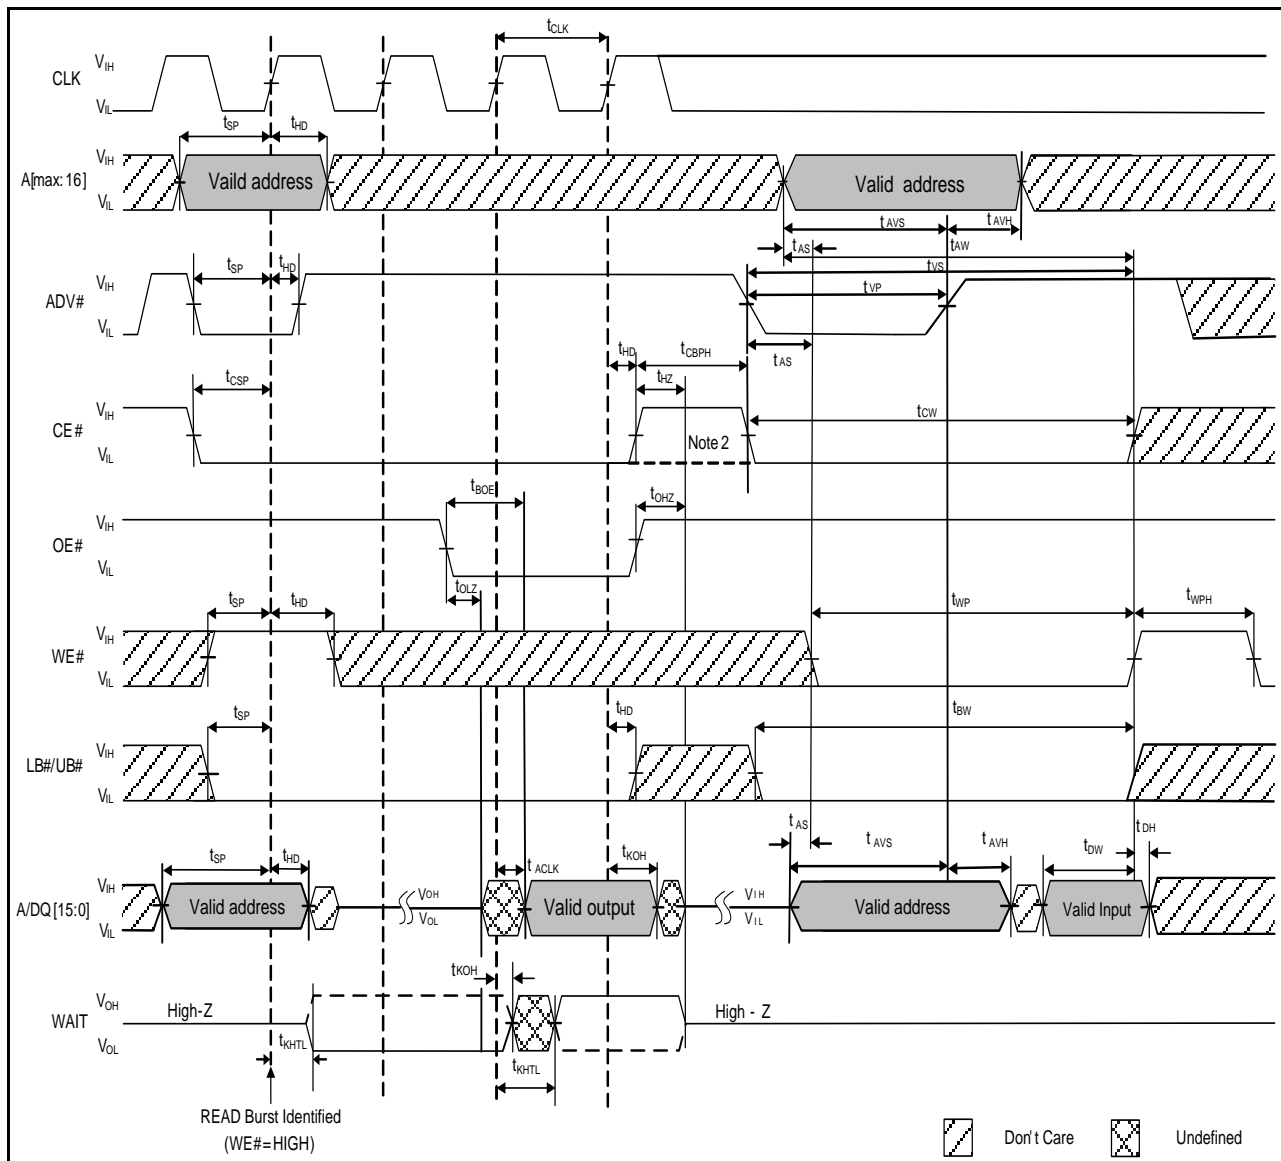 tCLK
VIH
CLK
VIL
tSP
tHD
VIH
A[max:16]
Vaild address
Valid address
VIL
tAVS
tAVH
tAS
tAW
tSP
tHD
tVS
VIH
ADV#
tVP
VIL
tHD
tCBPH
tAS
tCSP
tHZ
VIH
tCW
CE#
Note 2
VIL
tBOE
tOHZ
VIH
OE#
VIL
tOLZ
tSP
tHD
tWP
tWPH
VIH
WE#
VIL
tSP
tHD
tBW
VIH
LB#/UB#
VIL
tAS
tAVS
tAVH
tDH
tSP
tHD
tACLK
tKOH
tDW
VIH
VOH
VIH
A/DQ[15:0]
Valid address
Valid output
Valid address
Valid Input
VIL
VOL
VIL
tKOH
VOH
High-Z
High - Z
WAIT
VOL
tKHTL
tKHTL
READ Burst Identified
(WE#=HIGH)
Don't Care
Undefined